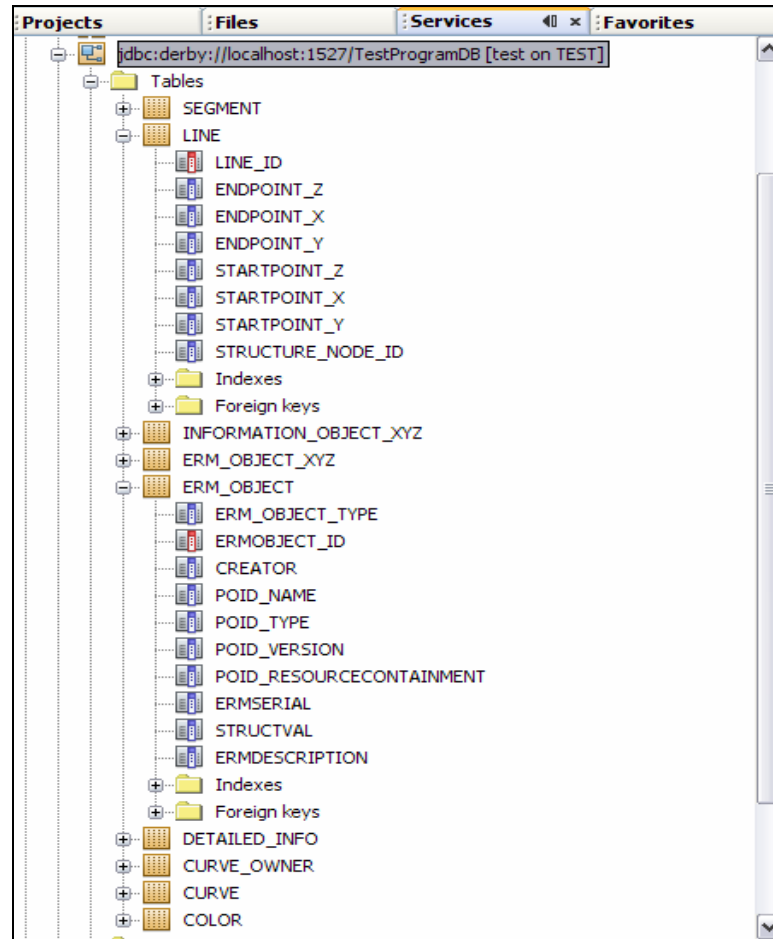 Projects Files Services Favorites
jdbc:derby://localhost:1527/TestProgramDB [test on TEST]
Tables
SEGMENT
LINE
LINE_ID
ENDPOINT_Z
ENDPOINT_X
ENDPOINT_Y
STARTPOINT_Z
STARTPOINT_X
STARTPOINT_Y
STRUCTURE_NODE_ID
Indexes
Foreign keys
INFORMATION_OBJECT_XYZ
ERM_OBJECT_XYZ
ERM_OBJECT
ERM_OBJECT_TYPE
ERMOBJECT_ID
CREATOR
POID_NAME
POID_TYPE
POID_VERSION
POID_RESOURCECONTAINMENT
ERMSERIAL
STRUCTVAL
ERMDESCRIPTION
Indexes
Foreign keys
DETAILED_INFO
CURVE_OWNER
CURVE
COLOR